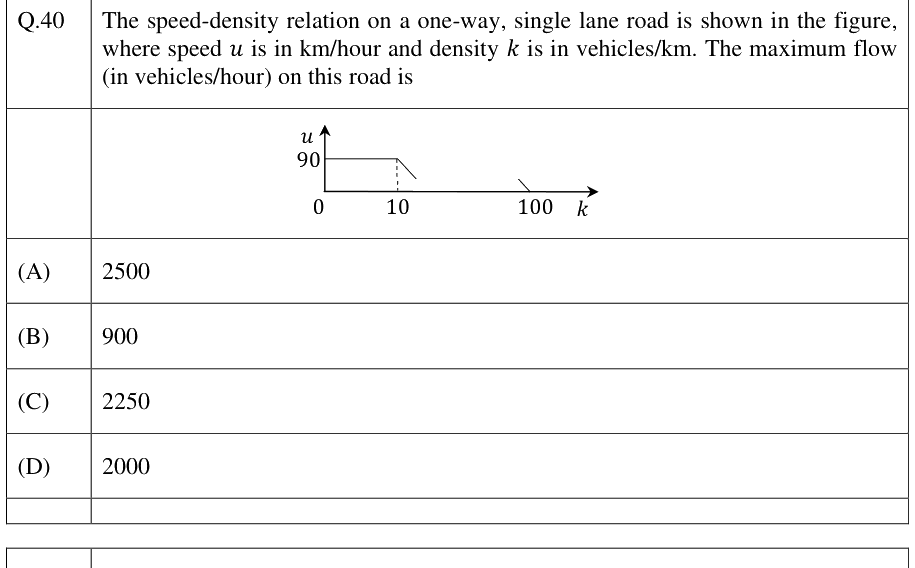 Q.40 The speed-density relation on a one-way, single lane road is shown in the figure,
where speed u is in km/hour and density k is in vehicles/km. The maximum flow
(in vehicles/hour) on this road is
u
90
0 10 100 k
(A) 2500
(B) 900
(C) 2250
(D) 2000